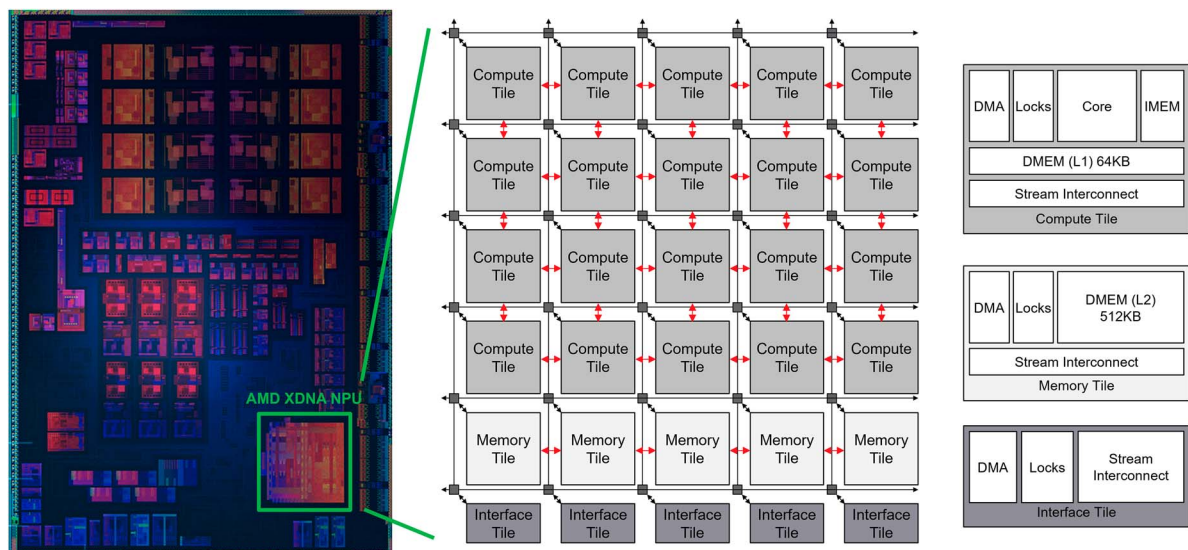 AMD XDNA NPU
Compute
Tile
Compute
Tile
Compute
Tile
Compute
Tile
Compute
Tile
Compute
Tile
Compute
Tile
Compute
Tile
Compute
Tile
Compute
Tile
Compute
Tile
Compute
Tile
Compute
Tile
Compute
Tile
Compute
Tile
Compute
Tile
Compute
Tile
Compute
Tile
Compute
Tile
Compute
Tile
Memory
Tile
Memory
Tile
Memory
Tile
Memory
Tile
Memory
Tile
Interface
Tile
Interface
Tile
Interface
Tile
Interface
Tile
Interface
Tile
DMA
Locks
Core
IMEM
DMEM (L1) 64KB
Stream Interconnect
Compute Tile
DMA
Locks
DMEM (L2)
512KB
Stream Interconnect
Memory Tile
DMA
Locks
Stream
Interconnect
Interface Tile